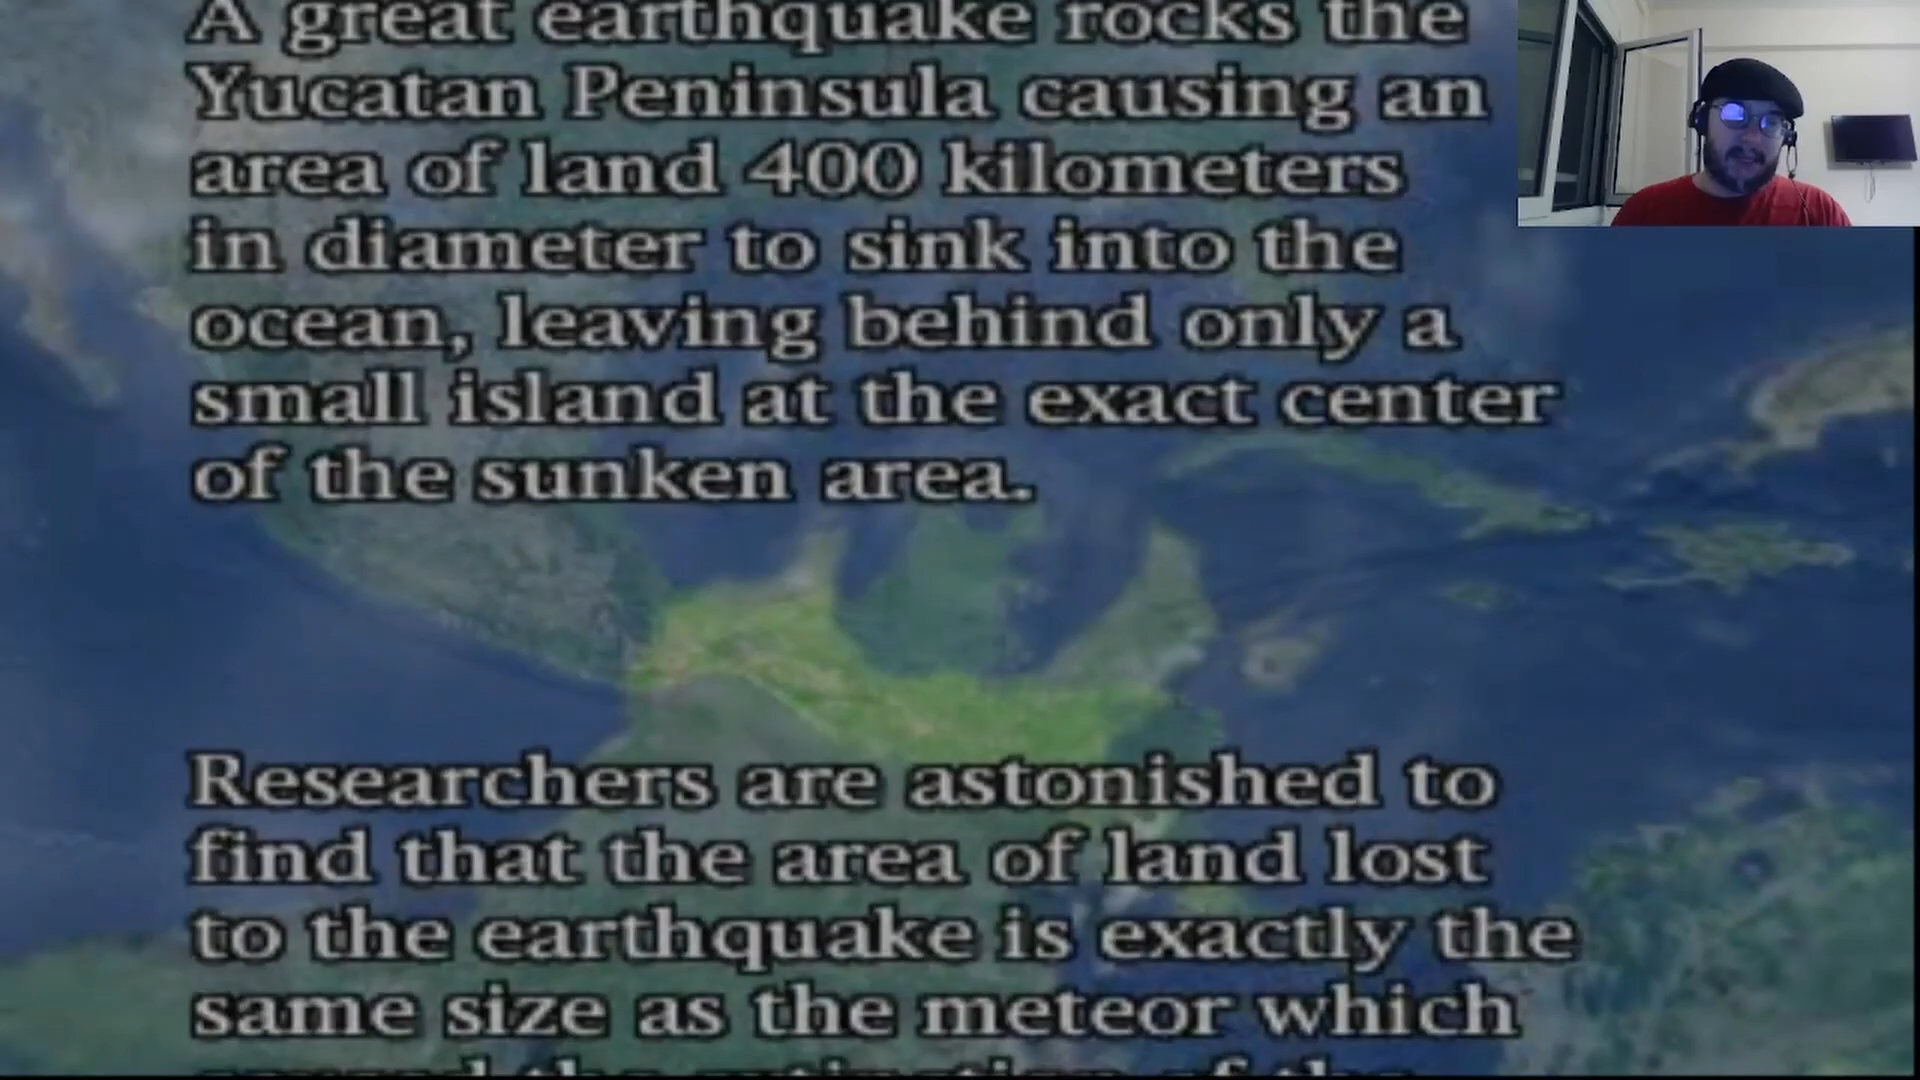 A great earthquake rocks the
Yucatan Peninsula causing an
area of land 400 kilometers
in diameter to sink into the
ocean, leaving behind only a
small island at the exact center
of the sunken area.
Researchers are astonished to
find that the area of land lost
to the earthquake is exactly the
same size as the meteor which